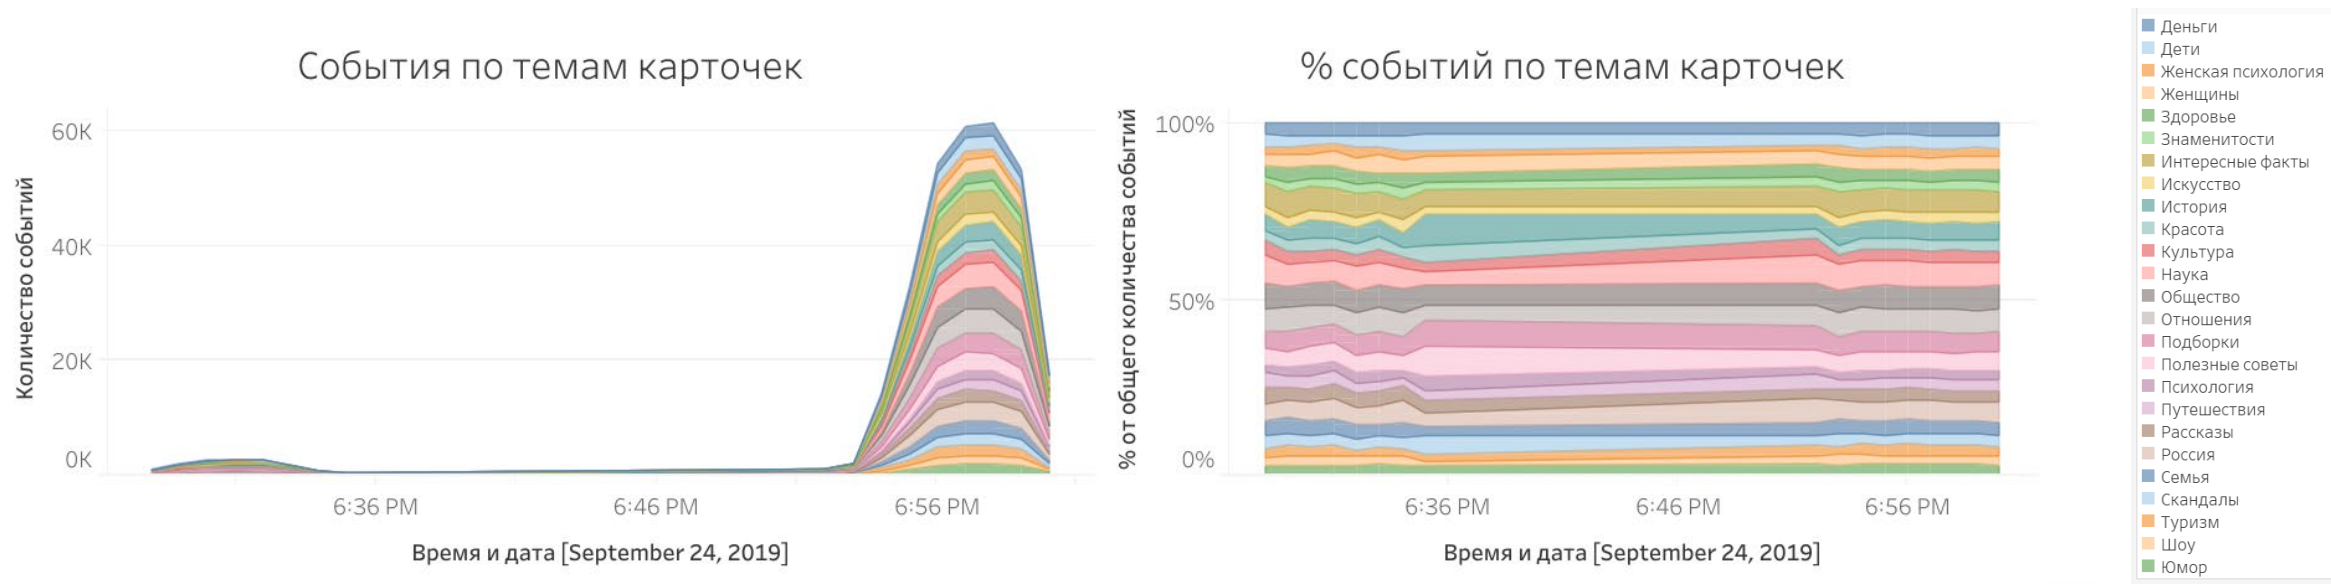 События по темам карточек
60K
40K
20K
0K
Количество событий
6:36 PM
6:46 PM
6:56 PM
Время и дата [September 24, 2019]
% событий по темам карточек
100%
50%
0%
% от общего количества событий
6:36 PM
6:46 PM
6:56 PM
Время и дата [September 24, 2019]
Деньги
Дети
Женская психология
Женщины
Здоровье
Знаменитости
Интересные факты
Искусство
История
Красота
Культура
Наука
Общество
Отношения
Подборки
Полезные советы
Психология
Путешествия
Рассказы
Россия
Семья
Скандалы
Туризм
Шоу
Юмор